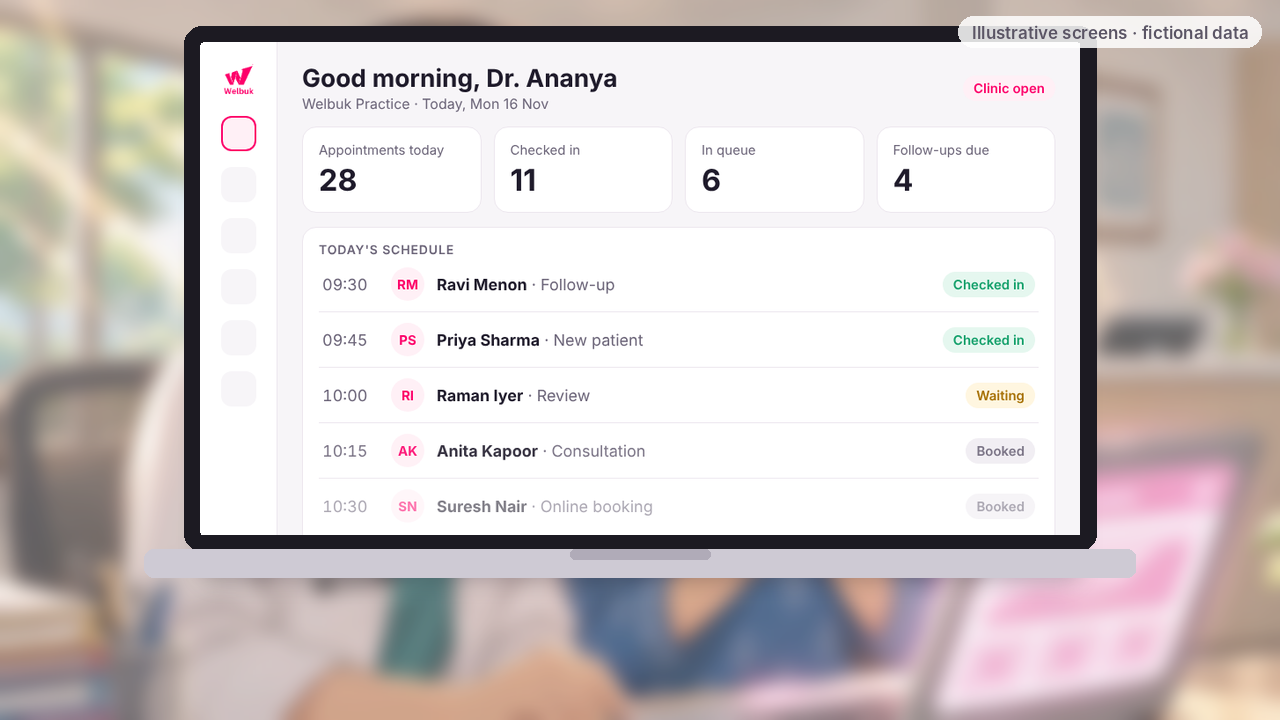 Illustrative screens · fictional data
Welbuk
Good morning, Dr. Ananya
Welbuk Practice · Today, Mon 16 Nov
Clinic open
Appointments today
28
Checked in
11
In queue
6
Follow-ups due
4
TODAY'S SCHEDULE
09:30 RM Ravi Menon · Follow-up Checked in
09:45 PS Priya Sharma · New patient Checked in
10:00 RI Raman Iyer · Review Waiting
10:15 AK Anita Kapoor · Consultation Booked
10:30 SN Suresh Nair · Online booking Booked